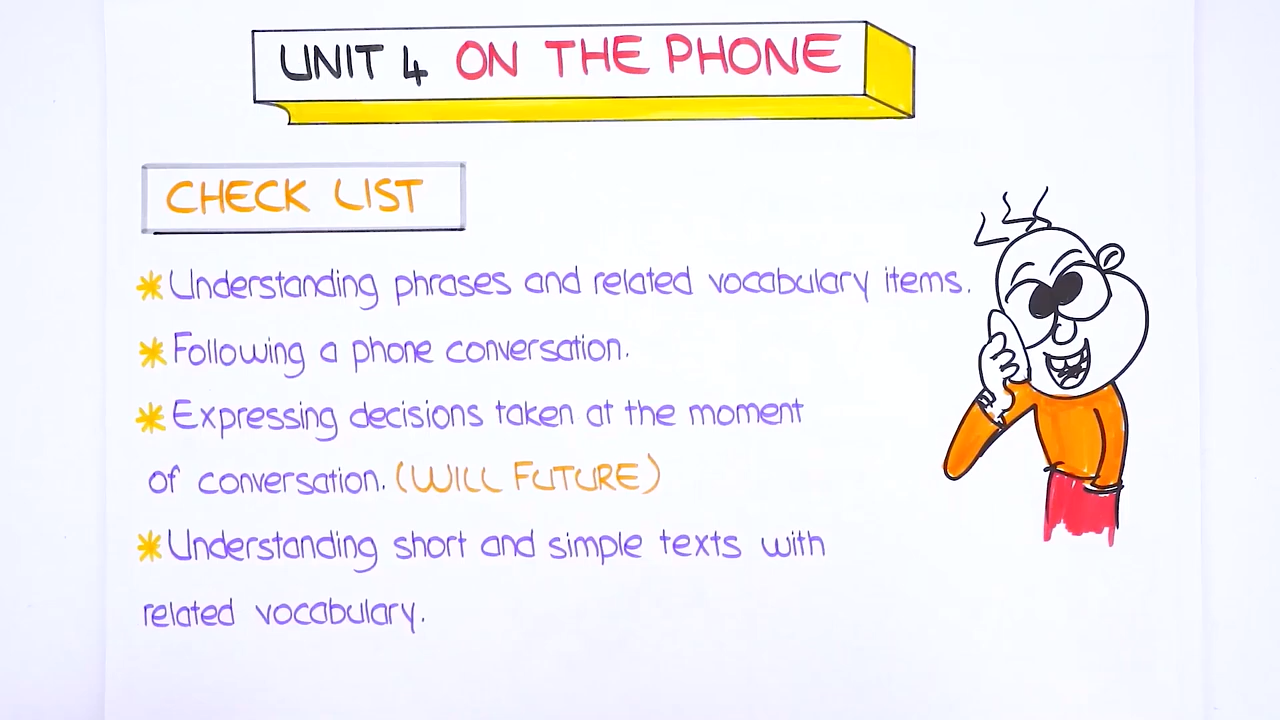 UNIT 4 ON THE PHONE
CHECK LIST
* Understanding phrases and related vocabulary items.
* Following a phone conversation.
* Expressing decisions taken at the moment
of conversation. (WILL FUTURE)
* Understanding short and simple texts with
related vocabulary.